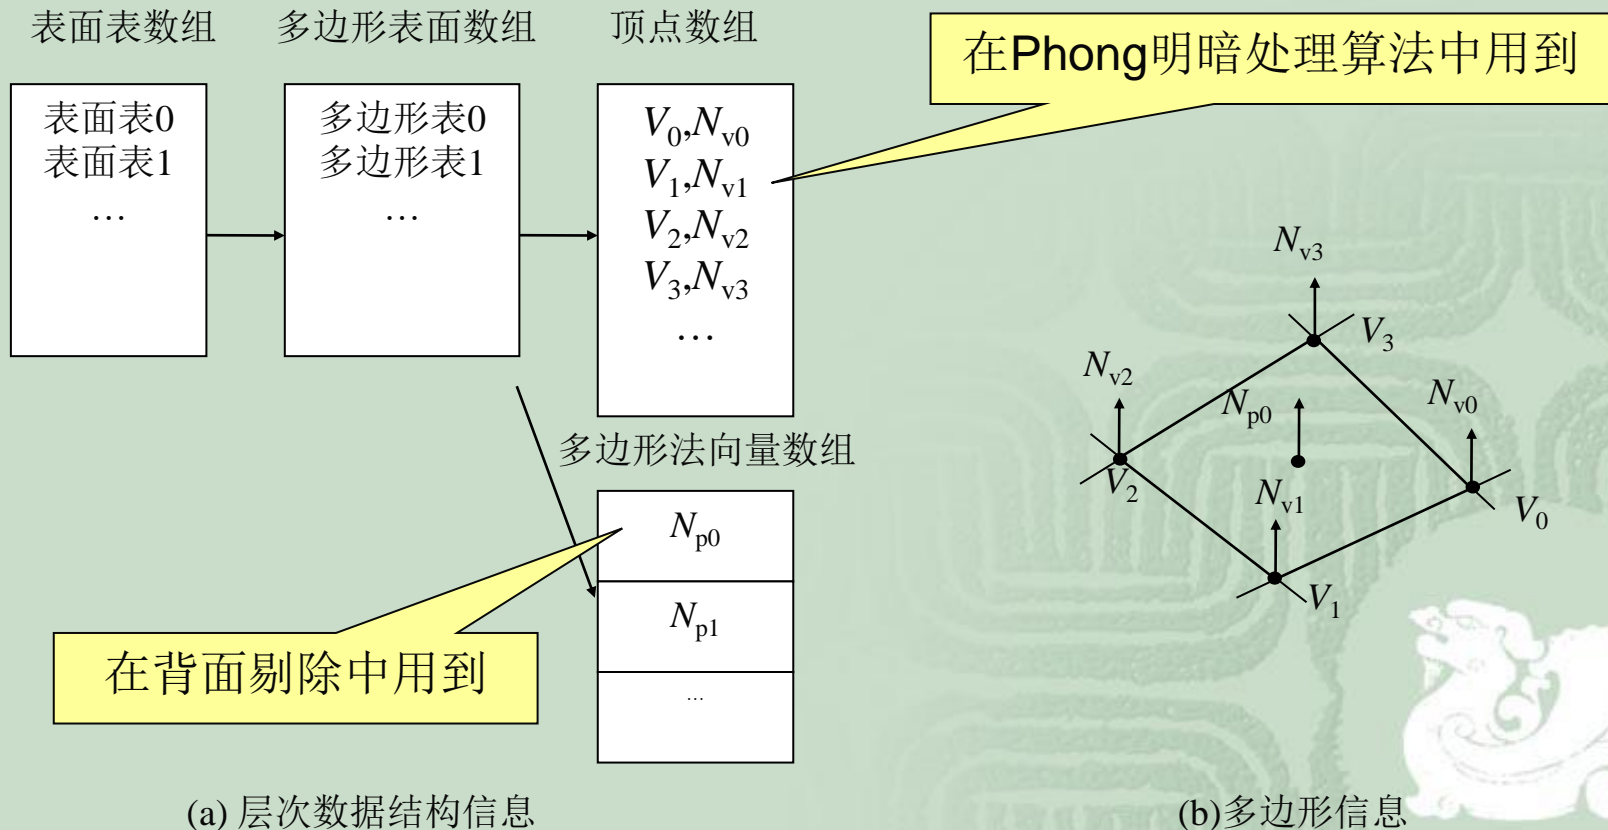 表面表数组
多边形表面数组
顶点数组
在Phong明暗处理算法中用到
表面表0
表面表1
…
多边形表0
多边形表1
…
V0,Nv0
V1,Nv1
V2,Nv2
V3,Nv3
…
多边形法向量数组
Np0
Np1
…
在背面剔除中用到
(a) 层次数据结构信息
Nv3
V3
Nv2
Np0
Nv0
V2
Nv1
V0
V1
(b)多边形信息